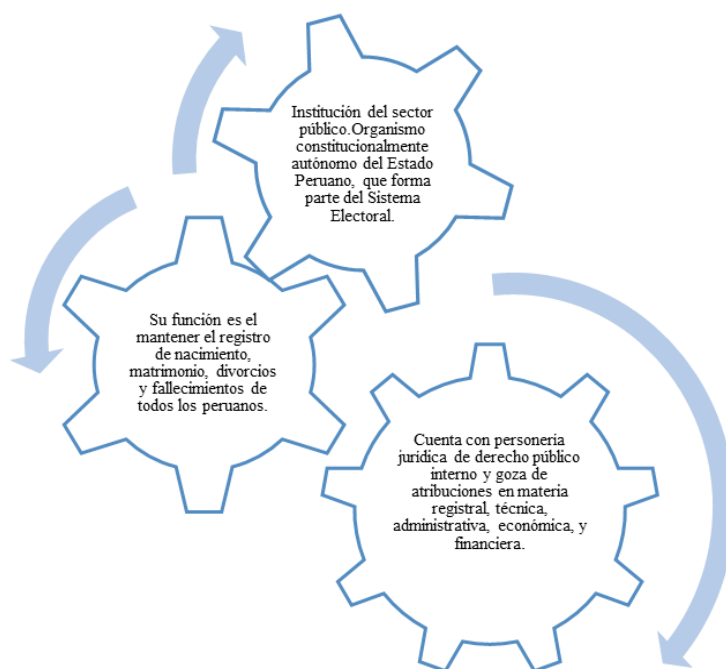 Institución del sector
público.Organismo
constitucionalmente
autónomo del Estado
Peruano, que forma
parte del Sistema
Electoral.
Su función es el
mantener el registro
de nacimiento,
matrimonio, divorcios
y fallecimientos de
todos los peruanos.
Cuenta con personería
jurídica de derecho público
interno y goza de
atribuciones en materia
registral, técnica,
administrativa, económica, y
financiera.